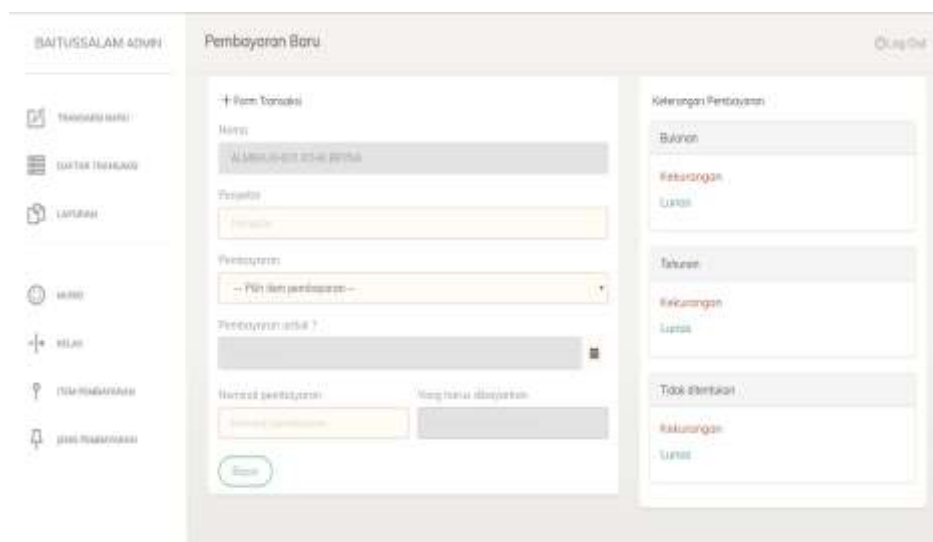 BAITUSSALAM ADMIN
Pembayaran Baru
Log Out
TRANSAKSI BARU
DAFTAR TRANSAKSI
LAPORAN
MURID
KELAS
ITEM PEMBAYARAN
JENIS PEMBAYARAN
+ Form Transaksi
Nama
Penyetor
Penyetor
Pembayaran
-- Pilih item pembayaran --
Pembayaran untuk ?
Nominal pembayaran
Yang harus dibayarkan
Nominal pembayaran
Bayar
Keterangan Pembayaran
Bulanan
Kekurangan
Lunas
Tahunan
Kekurangan
Lunas
Tidak ditentukan
Kekurangan
Lunas